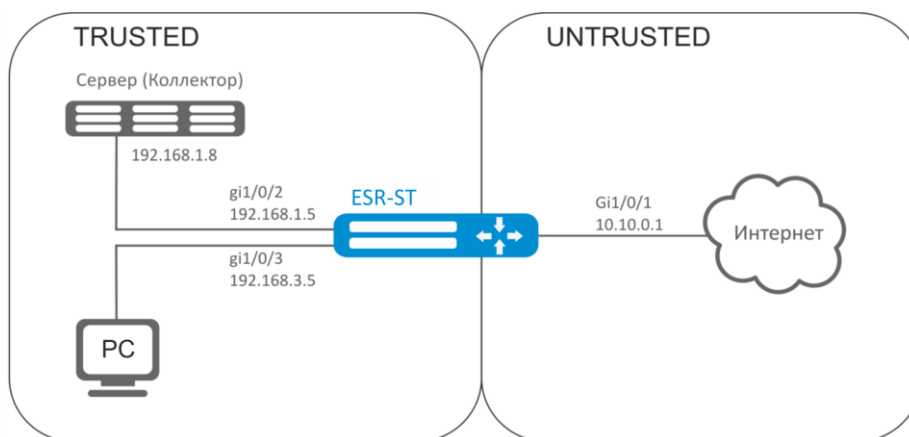 TRUSTED
UNTRUSTED
Сервер (Коллектор)
192.168.1.8
gi1/0/2
192.168.1.5
ESR-ST
Gi1/0/1
10.10.0.1
Интернет
gi1/0/3
192.168.3.5
PC